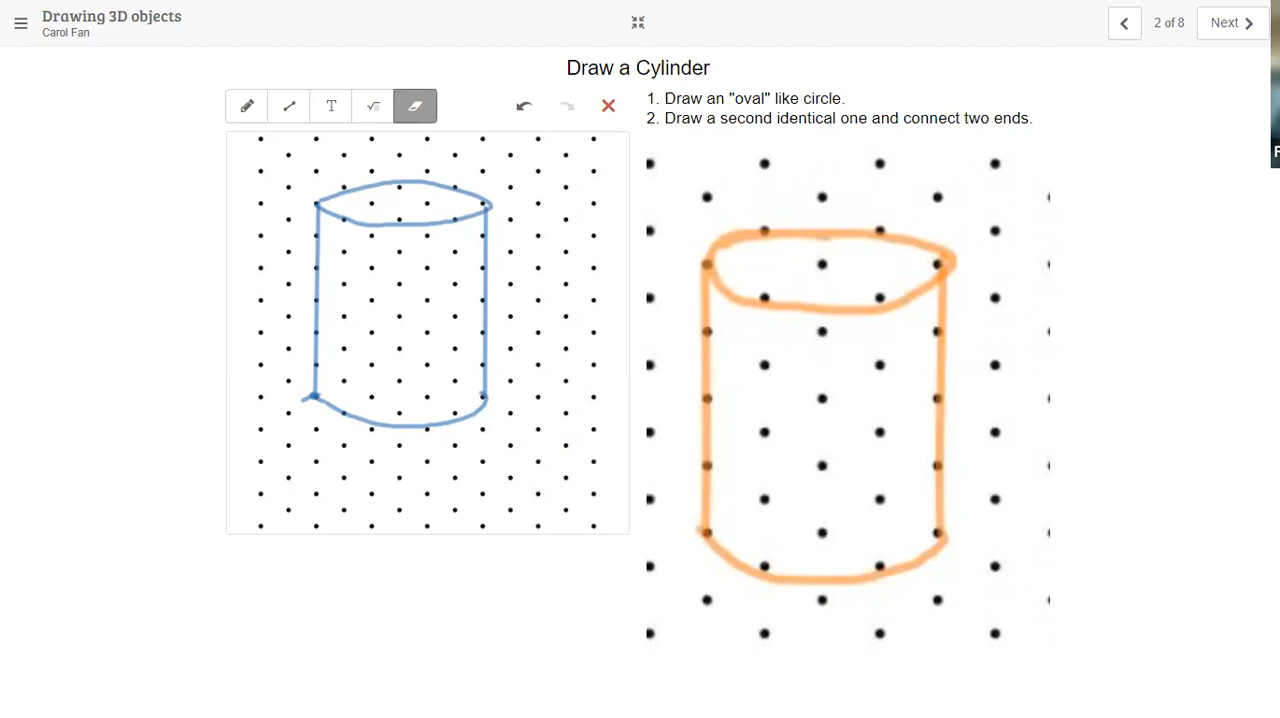 Drawing 3D objects
Carol Fan
2 of 8
Next
Draw a Cylinder
T
√x
1. Draw an "oval" like circle.
2. Draw a second identical one and connect two ends.
F